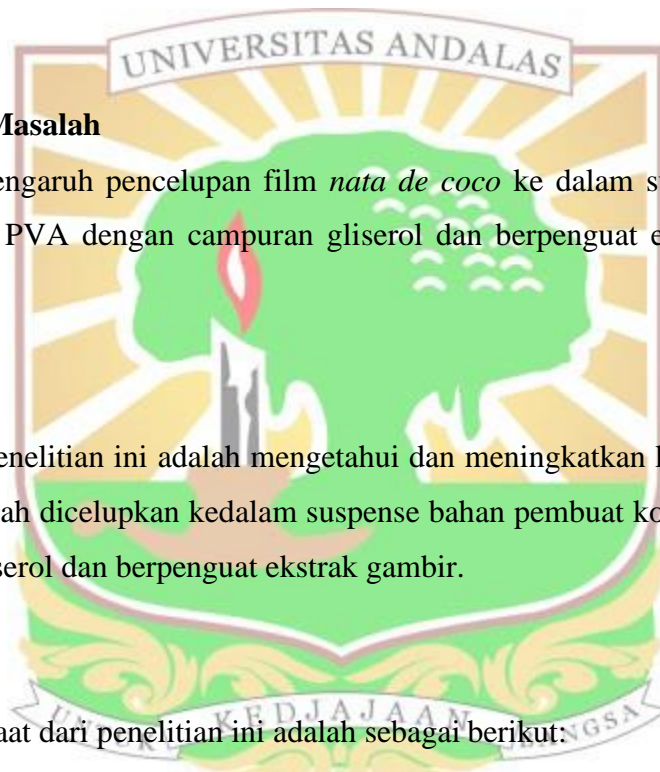 UNIVERSITAS ANDALAS
Masalah
engaruh pencelupan film nata de coco ke dalam s
PVA dengan campuran gliserol dan berpenguat e
enelitian ini adalah mengetahui dan meningkatkan
ah dicelupkan kedalam suspense bahan pembuat ko
serol dan berpenguat ekstrak gambir.
aat dari penelitian ini adalah sebagai berikut:
UNTUK KEDJAJAAN BANGSA